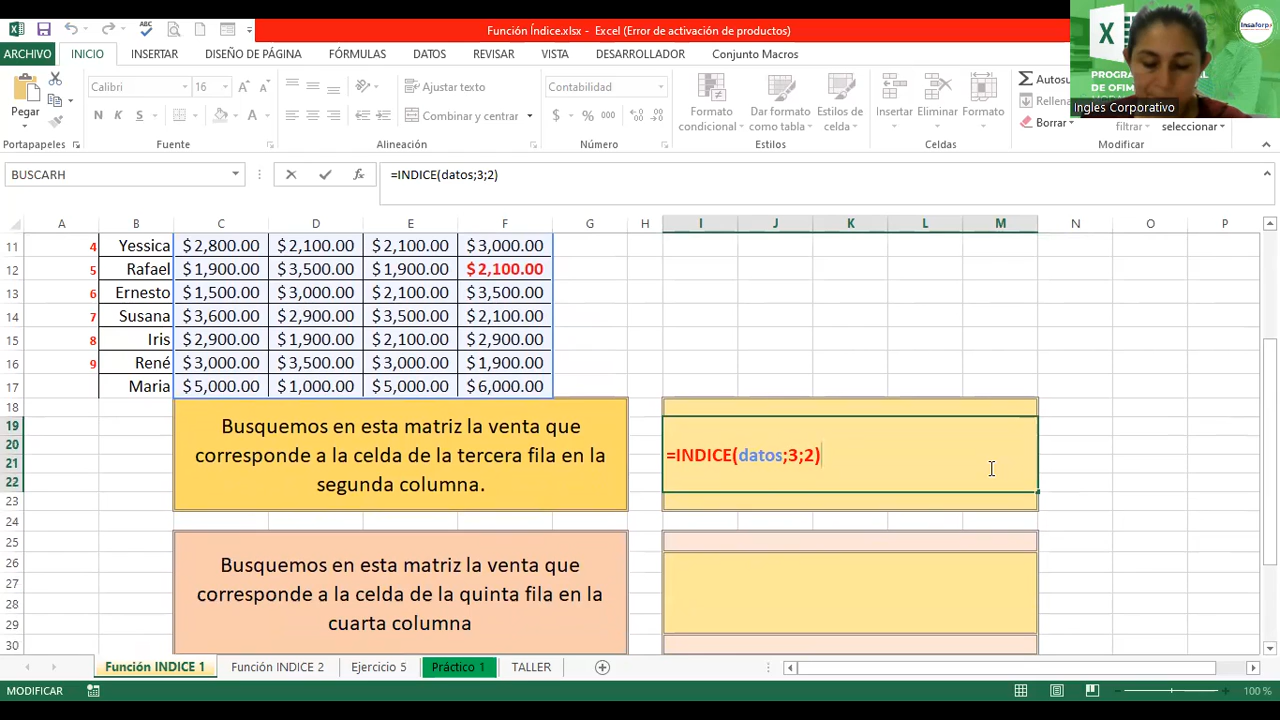 Función Índice.xlsx - Excel (Error de activación de productos)
ARCHIVO INICIO INSERTAR DISEÑO DE PÁGINA FÓRMULAS DATOS REVISAR VISTA DESARROLLADOR Conjunto Macros
Insaforp
PROGRA
DE OFIM
Ingles Corporativo
Pegar
Calibri 16
N K S
Ajustar texto
Combinar y centrar
Contabilidad
$ % 000
Formato condicional
Dar formato como tabla
Estilos de celda
Insertar Eliminar Formato
Autosu
Rellena
Borrar
filtrar seleccionar
Portapapeles Fuente Alineación Número Estilos Celdas Modificar
BUSCARH
fx
=INDICE(datos;3;2)
A B C D E F G H I J K L M N O P
11 4 Yessica $ 2,800.00 $ 2,100.00 $ 2,100.00 $ 3,000.00
12 5 Rafael $ 1,900.00 $ 3,500.00 $ 1,900.00 $ 2,100.00
13 6 Ernesto $ 1,500.00 $ 3,000.00 $ 2,100.00 $ 3,500.00
14 7 Susana $ 3,600.00 $ 2,900.00 $ 3,500.00 $ 2,100.00
15 8 Iris $ 2,900.00 $ 1,900.00 $ 2,100.00 $ 2,900.00
16 9 René $ 3,000.00 $ 3,500.00 $ 3,000.00 $ 1,900.00
17 Maria $ 5,000.00 $ 1,000.00 $ 5,000.00 $ 6,000.00
18
19
20
21
22
23
24
25
26
27
28
29
30
Busquemos en esta matriz la venta que
corresponde a la celda de la tercera fila en la
segunda columna.
=INDICE(datos;3;2)
Busquemos en esta matriz la venta que
corresponde a la celda de la quinta fila en la
cuarta columna
Función INDICE 1 Función INDICE 2 Ejercicio 5 Práctico 1 TALLER
MODIFICAR
100 %